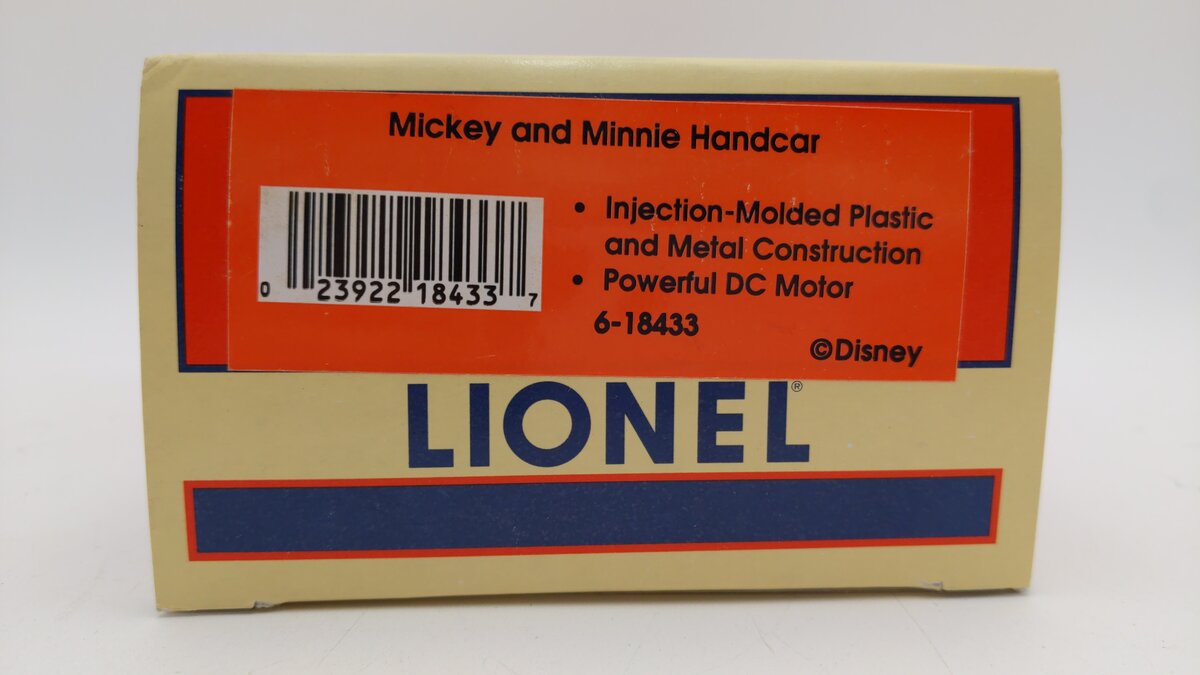 Mickey and Minnie Handcar
• Injection-Molded Plastic
and Metal Construction
• Powerful DC Motor
6-18433
©Disney
0 23922 18433 7
LIONEL®